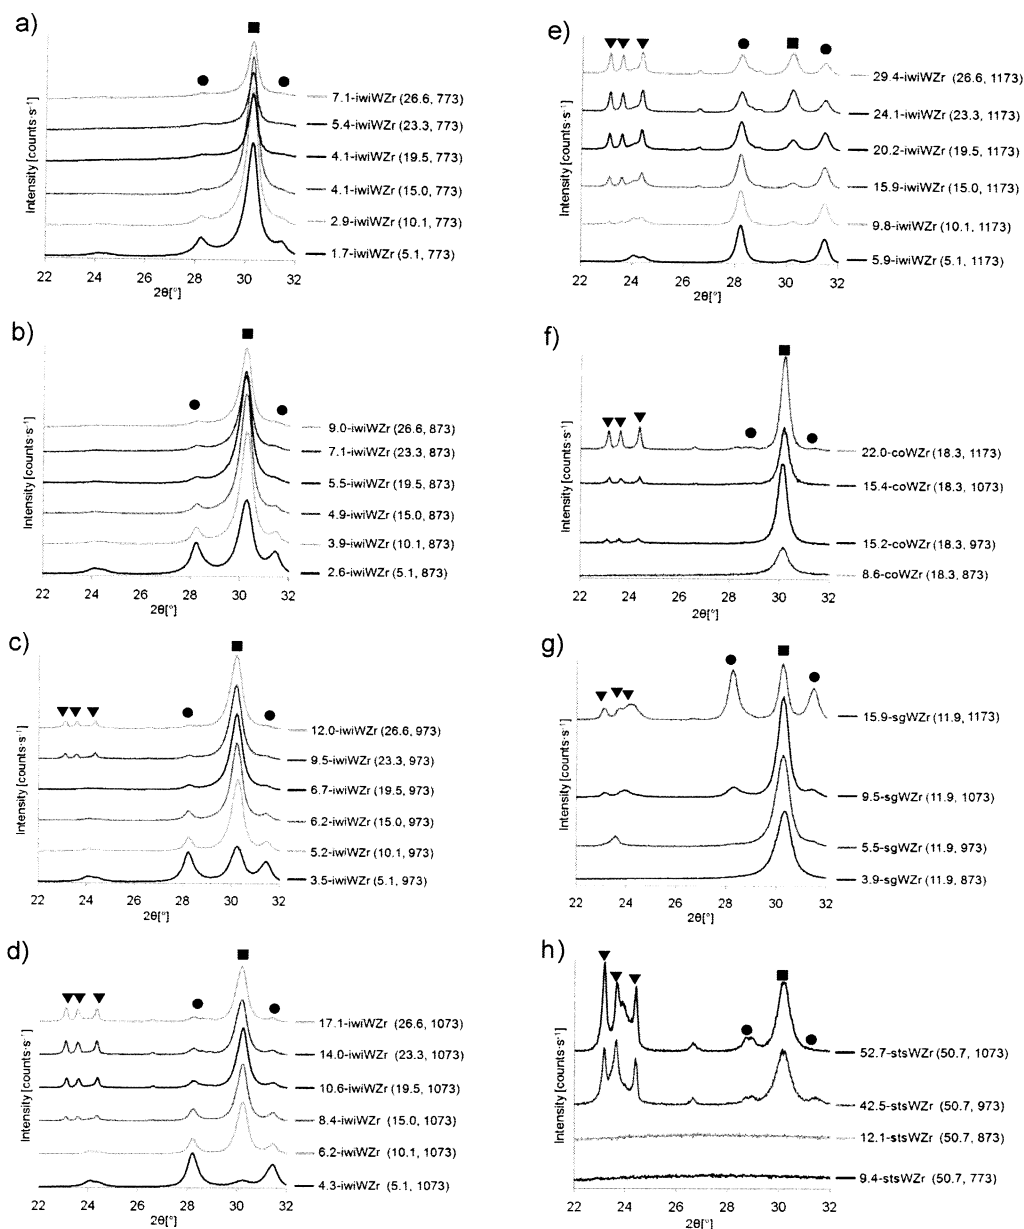 a)
Intensity [counts·s⁻¹]
7.1-iwiWZr (26.6, 773)
5.4-iwiWZr (23.3, 773)
4.1-iwiWZr (19.5, 773)
4.1-iwiWZr (15.0, 773)
2.9-iwiWZr (10.1, 773)
1.7-iwiWZr (5.1, 773)
22 24 26 28 30 32
2θ[°]
b)
Intensity [counts·s⁻¹]
9.0-iwiWZr (26.6, 873)
7.1-iwiWZr (23.3, 873)
5.5-iwiWZr (19.5, 873)
4.9-iwiWZr (15.0, 873)
3.9-iwiWZr (10.1, 873)
2.6-iwiWZr (5.1, 873)
22 24 26 28 30 32
2θ[°]
c)
Intensity [counts·s⁻¹]
12.0-iwiWZr (26.6, 973)
9.5-iwiWZr (23.3, 973)
6.7-iwiWZr (19.5, 973)
6.2-iwiWZr (15.0, 973)
5.2-iwiWZr (10.1, 973)
3.5-iwiWZr (5.1, 973)
22 24 26 28 30 32
2θ[°]
d)
Intensity [counts·s⁻¹]
17.1-iwiWZr (26.6, 1073)
14.0-iwiWZr (23.3, 1073)
10.6-iwiWZr (19.5, 1073)
8.4-iwiWZr (15.0, 1073)
6.2-iwiWZr (10.1, 1073)
4.3-iwiWZr (5.1, 1073)
22 24 26 28 30 32
2θ[°]
e)
Intensity [counts·s⁻¹]
29.4-iwiWZr (26.6, 1173)
24.1-iwiWZr (23.3, 1173)
20.2-iwiWZr (19.5, 1173)
15.9-iwiWZr (15.0, 1173)
9.8-iwiWZr (10.1, 1173)
5.9-iwiWZr (5.1, 1173)
22 24 26 28 30 32
2θ[°]
f)
Intensity [counts·s⁻¹]
22.0-coWZr (18.3, 1173)
15.4-coWZr (18.3, 1073)
15.2-coWZr (18.3, 973)
8.6-coWZr (18.3, 873)
22 24 26 28 30 32
2θ[°]
g)
Intensity [counts·s⁻¹]
15.9-sgWZr (11.9, 1173)
9.5-sgWZr (11.9, 1073)
5.5-sgWZr (11.9, 973)
3.9-sgWZr (11.9, 873)
22 24 26 28 30 32
2θ[°]
h)
Intensity [counts·s⁻¹]
52.7-stsWZr (50.7, 1073)
42.5-stsWZr (50.7, 973)
12.1-stsWZr (50.7, 873)
9.4-stsWZr (50.7, 773)
22 24 26 28 30 32
2θ[°]